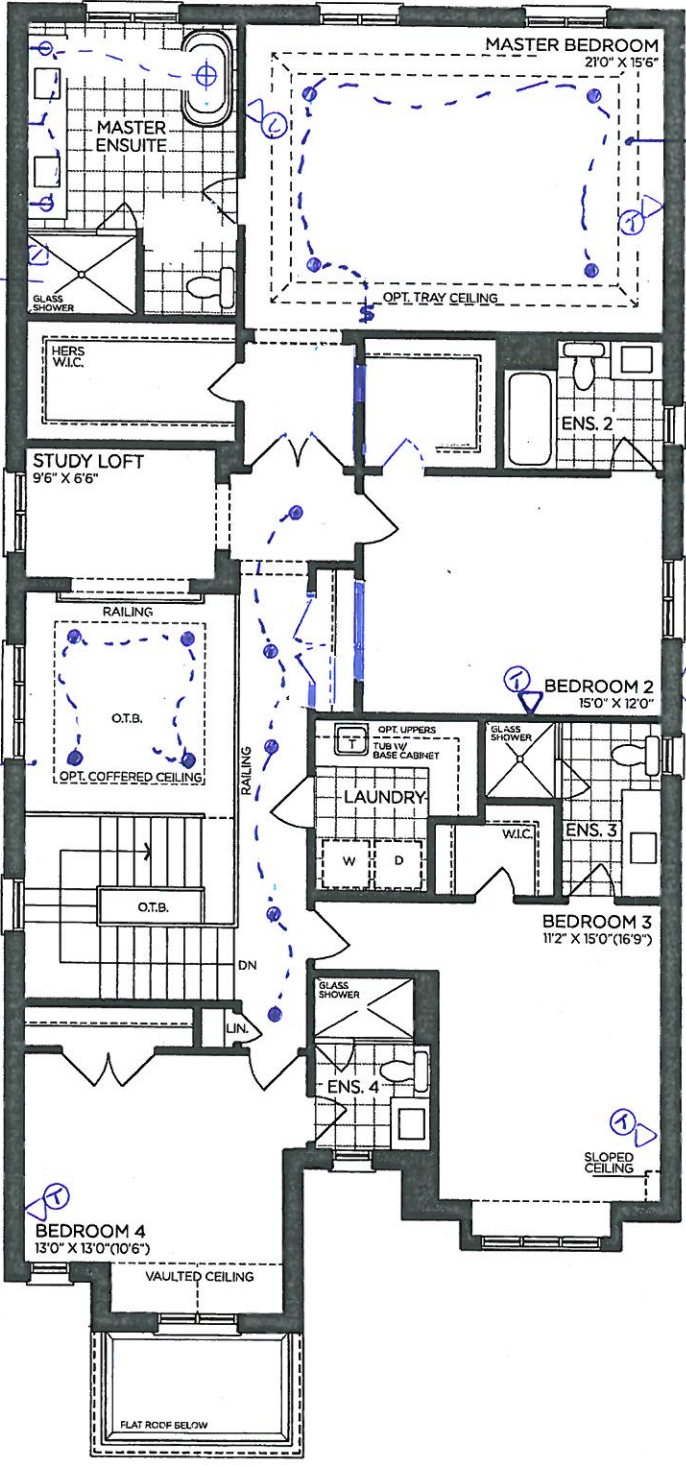 MASTER BEDROOM
21'0" X 15'6"
MASTER
ENSUITE
T
GLASS
SHOWER
OPT. TRAY CEILING
$
HERS
W.I.C.
ENS. 2
STUDY LOFT
9'6" X 6'6"
RAILING
O.T.B.
OPT. COFFERED CEILING
RAILING
T
BEDROOM 2
15'0" X 12'0"
OPT. UPPERS
T
TUB W/
BASE CABINET
GLASS
SHOWER
LAUNDRY
W.I.C.
ENS. 3
W
D
O.T.B.
DN
BEDROOM 3
11'2" X 15'0"(16'9")
GLASS
SHOWER
LIN.
ENS. 4
T
SLOPED
CEILING
T
BEDROOM 4
13'0" X 13'0"(10'6")
VAULTED CEILING
FLAT ROOF BELOW